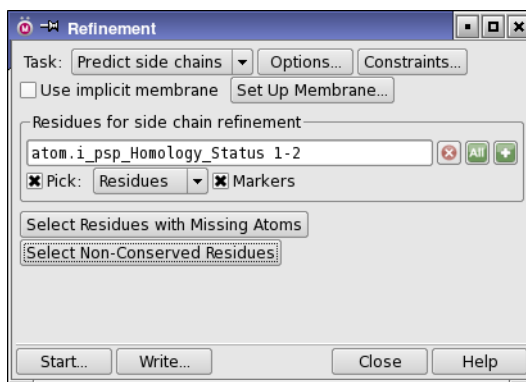 Refinement
Task: Predict side chains Options... Constraints...
Use implicit membrane Set Up Membrane...
Residues for side chain refinement
atom.i_psp_Homology_Status 1-2 All
Pick: Residues Markers
Select Residues with Missing Atoms
Select Non-Conserved Residues
Start... Write... Close Help